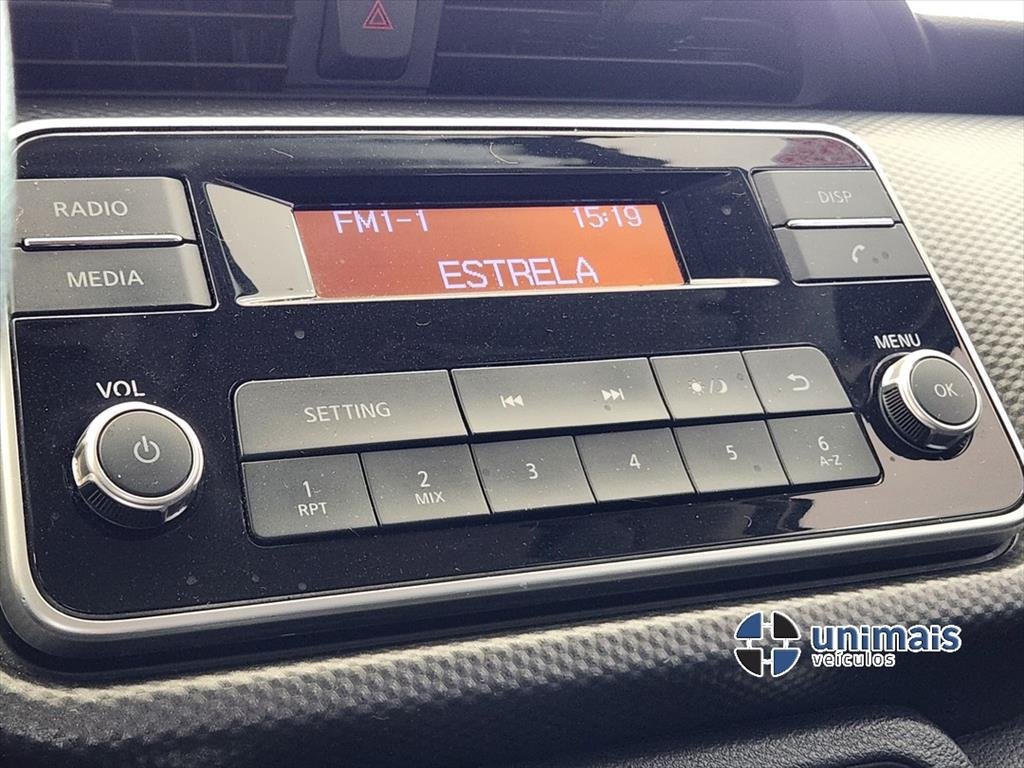 RADIO
MEDIA
FM1-1 15:19
ESTRELA
DISP
VOL
MENU
OK
SETTING
1 RPT
2 MIX
3
4
5
6 A-Z
unimais
veículos